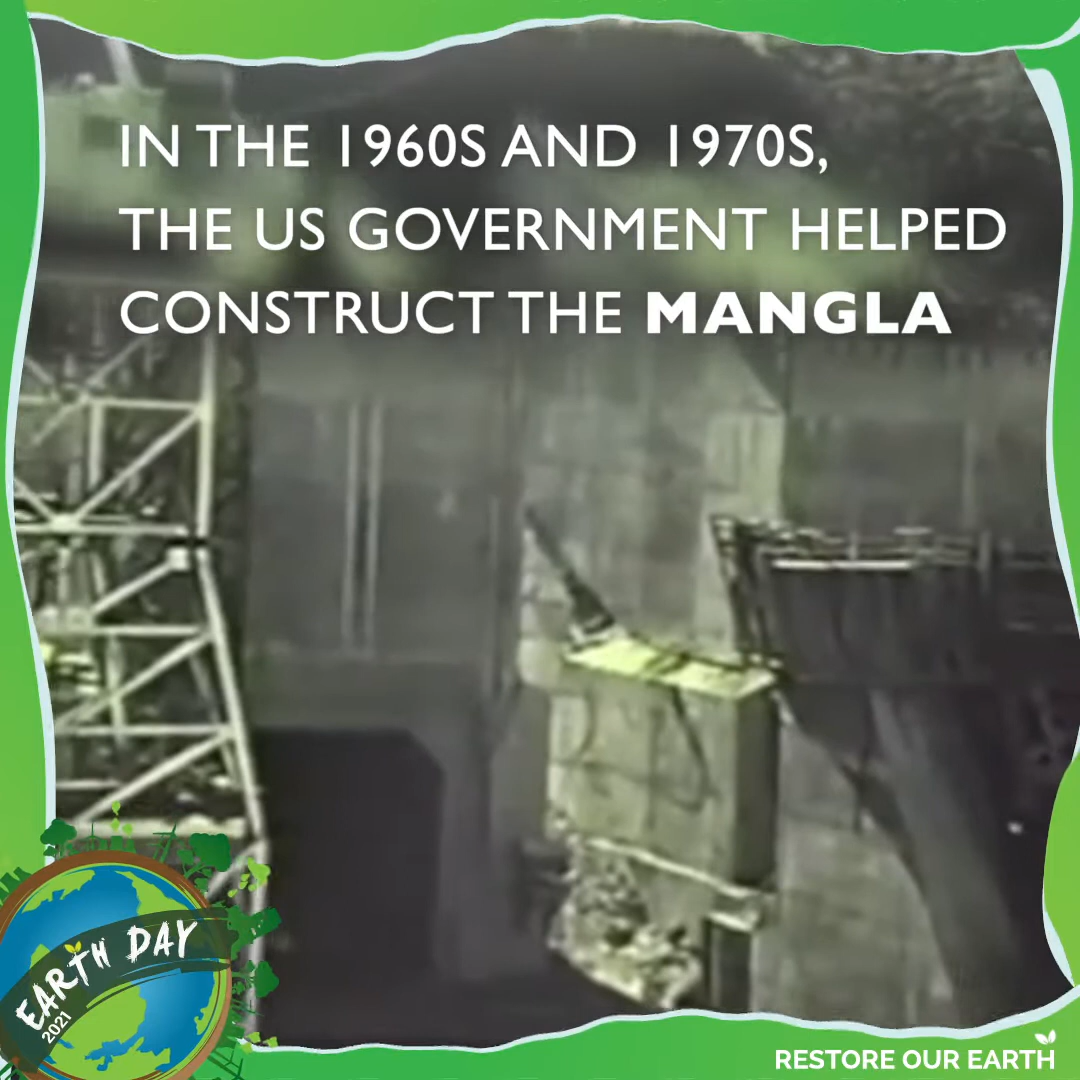 IN THE 1960S AND 1970S,
THE US GOVERNMENT HELPED
CONSTRUCT THE MANGLA
EARTH DAY
2021
RESTORE OUR EARTH